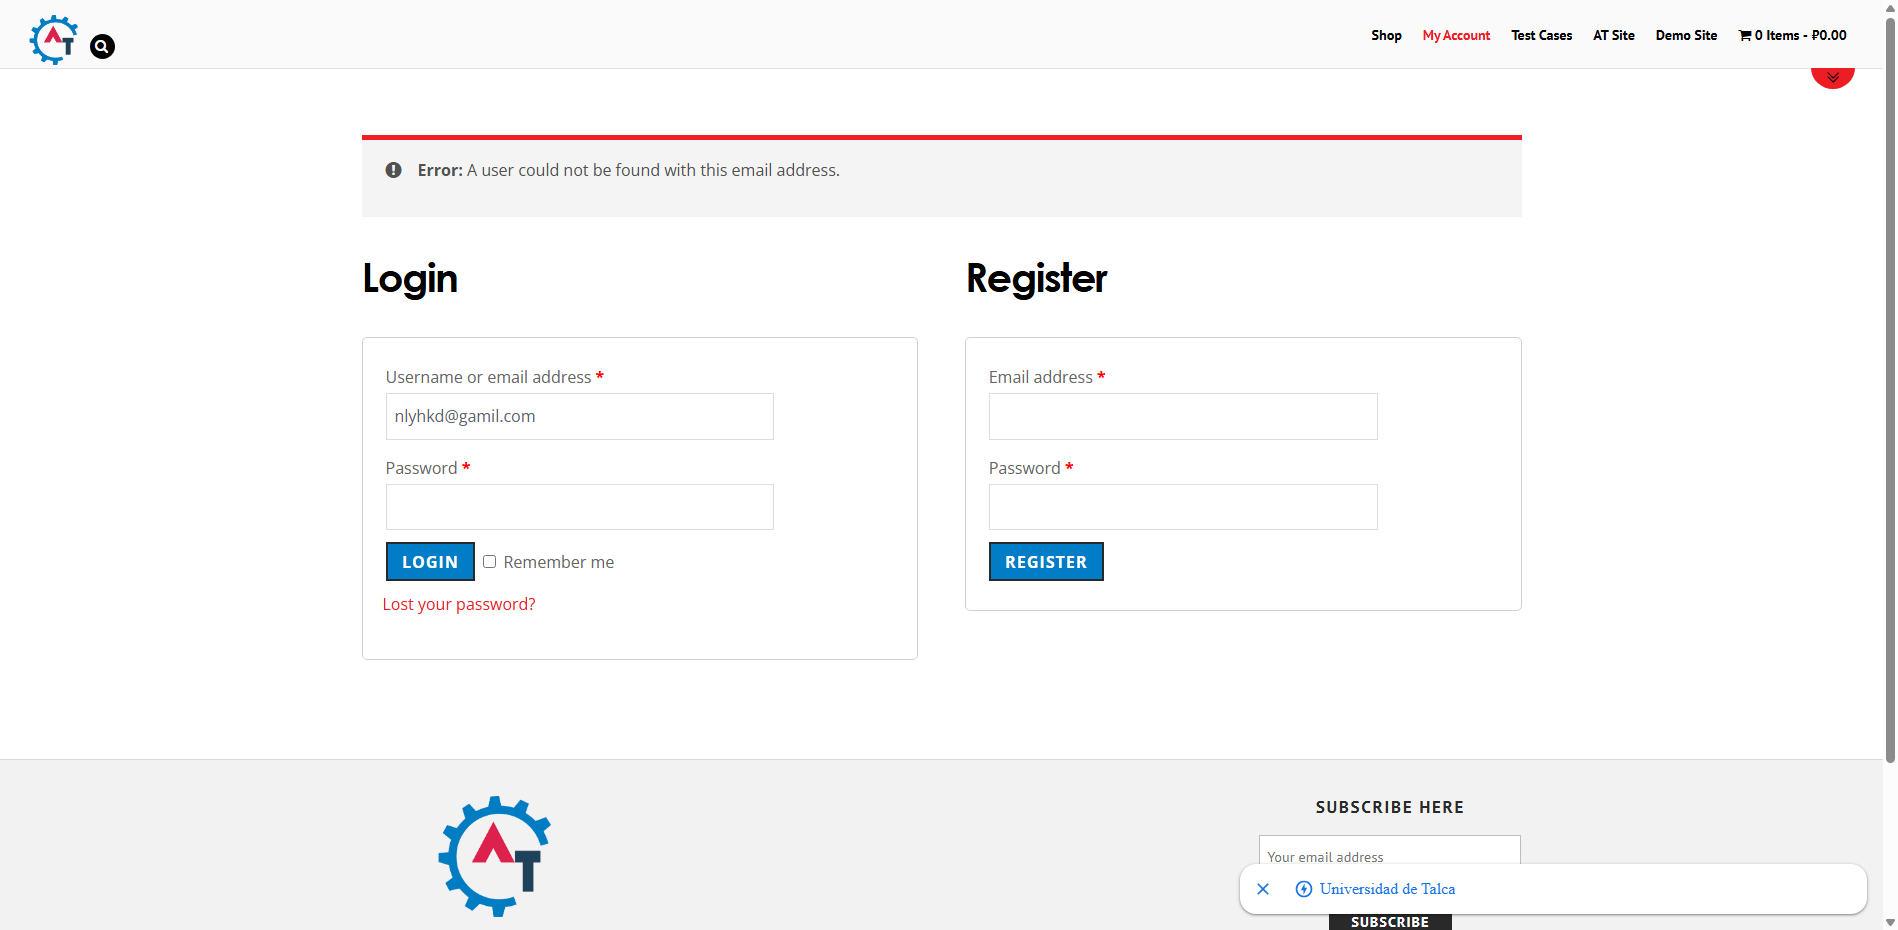 AT
Shop My Account Test Cases AT Site Demo Site 0 Items - ₽0.00
Error: A user could not be found with this email address.
Login
Username or email address *
nlyhkd@gamil.com
Password *
LOGIN Remember me
Lost your password?
Register
Email address *
Password *
REGISTER
AT
SUBSCRIBE HERE
Your email address
Universidad de Talca
SUBSCRIBE